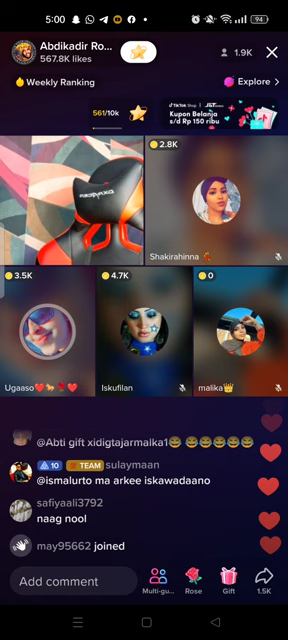 5:00
94
Abdikadir Ro...
567.8K likes
1.9K
Weekly Ranking
Explore >
561/10k
TikTok Shop
J&T
Kupon Belanja
s/d Rp 150 ribu
2.8K
Shakirahinna
3.5K
4.7K
0
Ugaaso❤️🐎🌹❤️
Iskufilan
malika👑
@Abti gift xidigtajarmalka1😂 😂😂😂😂😂
10 TEAM sulaymaan
@ismalurto ma arkee iskawadaano
safiyaali3792
naag nool
may95662 joined
Add comment
Multi-gu...
Rose
Gift
1.5K